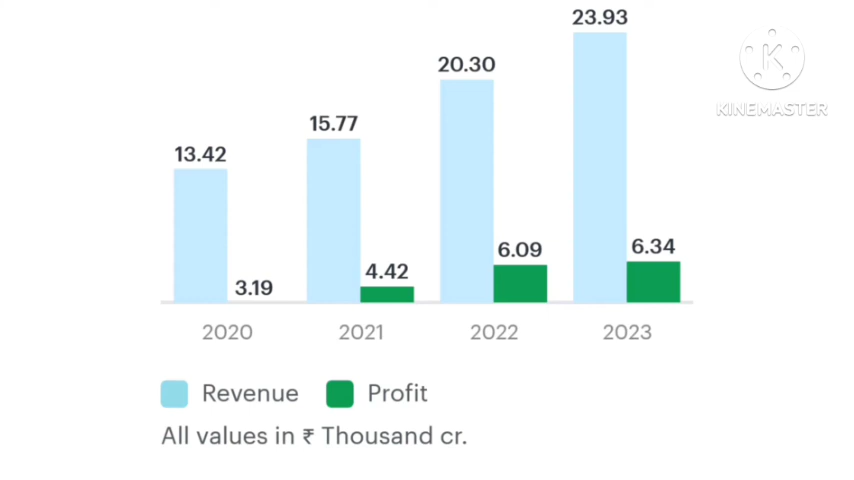 23.93
20.30
15.77
13.42
6.34
6.09
4.42
3.19
2020 2021 2022 2023
Revenue Profit
All values in ₹ Thousand cr.
K
KINEMASTER